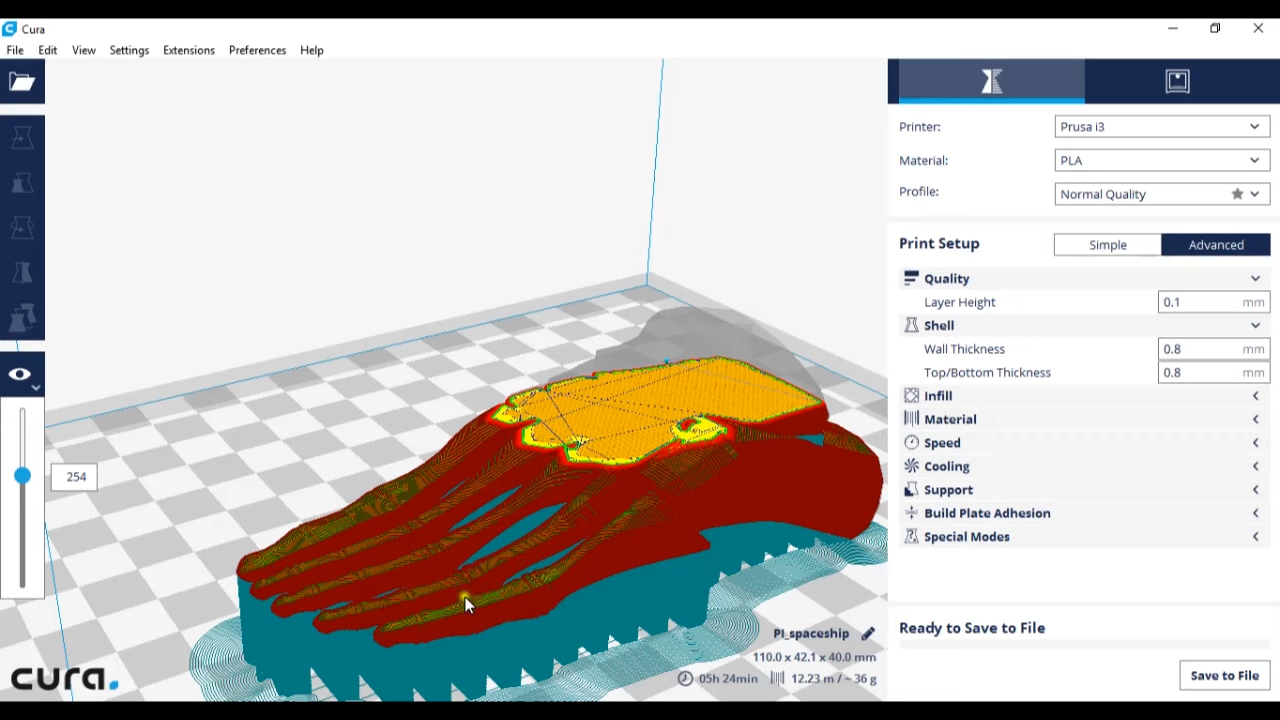 Cura
File Edit View Settings Extensions Preferences Help
Printer: Prusa i3
Material: PLA
Profile: Normal Quality
Print Setup Simple Advanced
Quality
Layer Height 0.1 mm
Shell
Wall Thickness 0.8 mm
Top/Bottom Thickness 0.8 mm
Infill
Material
Speed
Cooling
Support
Build Plate Adhesion
Special Modes
254
PI_spaceship
110.0 x 42.1 x 40.0 mm
05h 24min 12.23 m / ~ 36 g
Ready to Save to File
Save to File
cura.